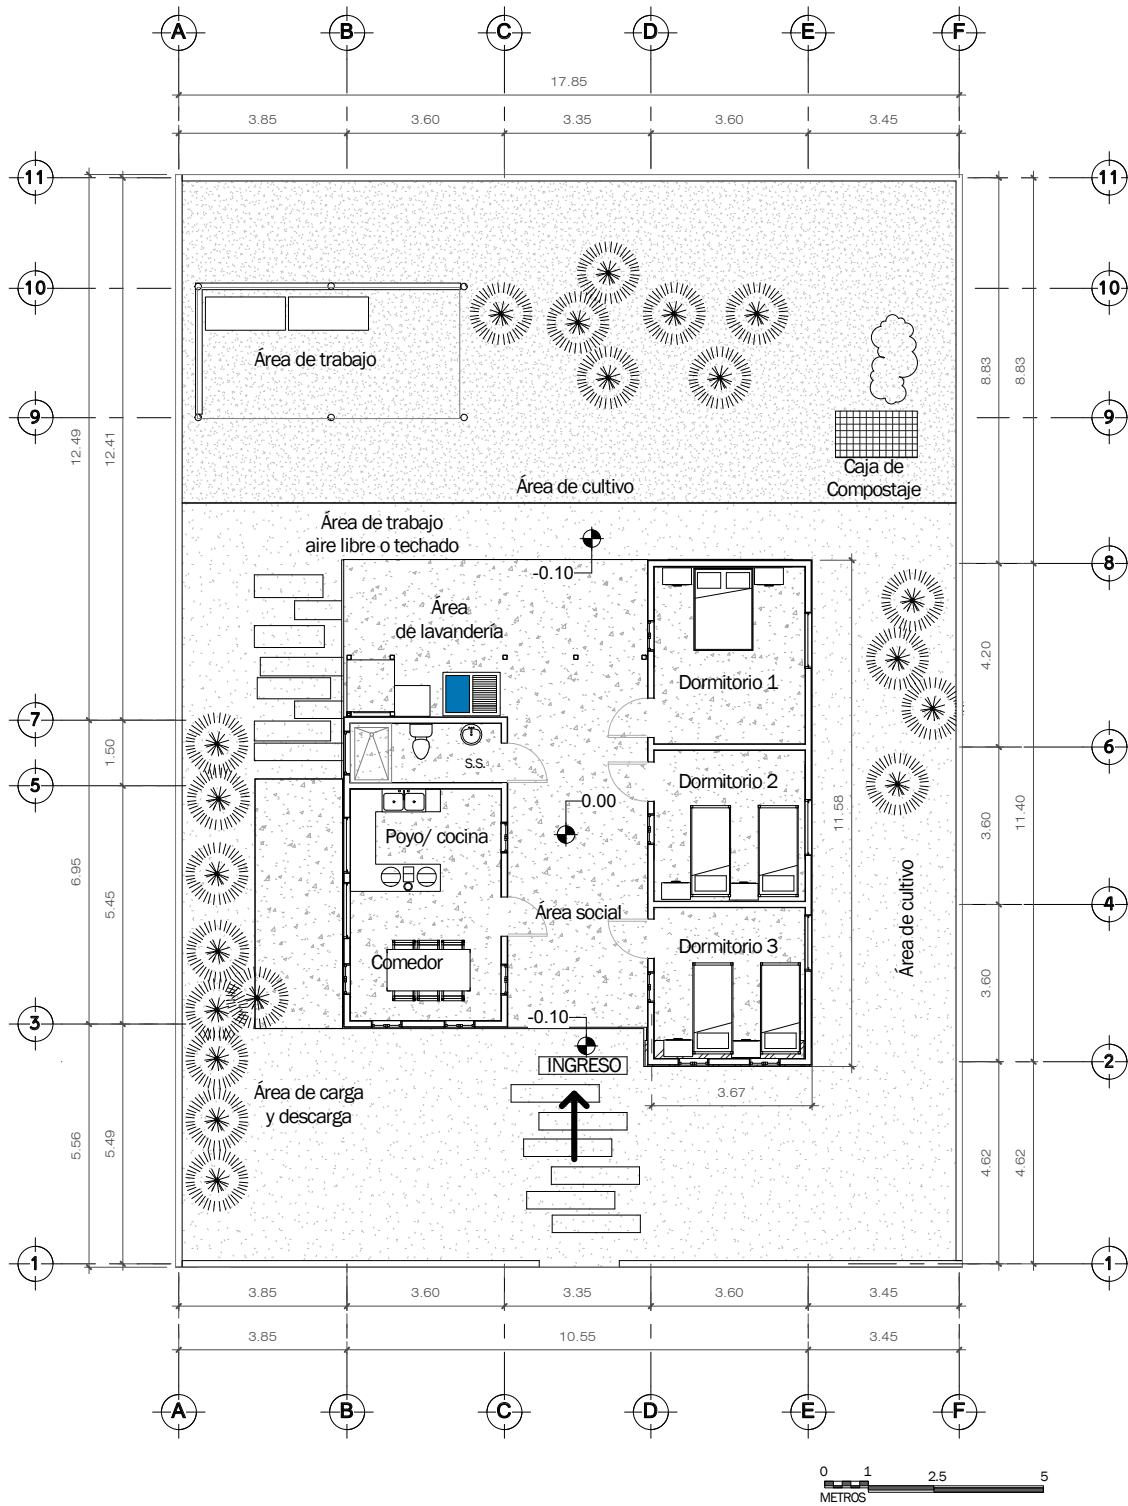 A B C D E F
17.85
3.85 3.60 3.35 3.60 3.45
11 11
10 10
Área de trabajo
8.83 8.83
9 9
12.49 12.41
Caja de
Compostaje
Área de cultivo
Área de trabajo
aire libre o techado
-0.10
8
Área
de lavandería
4.20
Dormitorio 1
7
6
1.50
s.s.
5
Dormitorio 2
0.00
11.58
3.60 11.40
Poyo/ cocina
6.95
5.45
4
Área social
Área de cultivo
Dormitorio 3
Comedor
3.60
-0.10
3
2
INGRESO
3.67
Área de carga
y descarga
5.56 5.49
4.62 4.62
1 1
3.85 3.60 3.35 3.60 3.45
3.85 10.55 3.45
A B C D E F
0 1 2.5 5
METROS